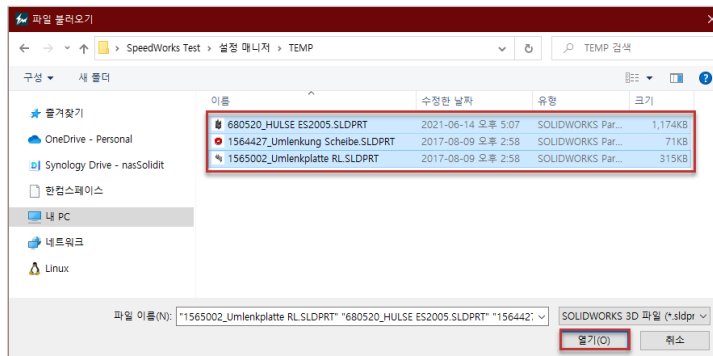 파일 불러오기
SpeedWorks Test › 설정 매니저 › TEMP
TEMP 검색
구성 새 폴더
이름 수정한 날짜 유형 크기
680520_HULSE ES2005.SLDPRT 2021-06-14 오후 5:07 SOLIDWORKS Par... 1,174KB
1564427_Umlenkung Scheibe.SLDPRT 2017-08-09 오후 2:58 SOLIDWORKS Par... 71KB
1565002_Umlenkplatte RL.SLDPRT 2017-08-09 오후 2:58 SOLIDWORKS Par... 315KB
즐겨찾기
OneDrive - Personal
Synology Drive - nasSolidit
한컴스페이스
내 PC
네트워크
Linux
파일 이름(N): "1565002_Umlenkplatte RL.SLDPRT" "680520_HULSE ES2005.SLDPRT" "1564427 SOLIDWORKS 3D 파일 (*.sldpr
열기(O) 취소